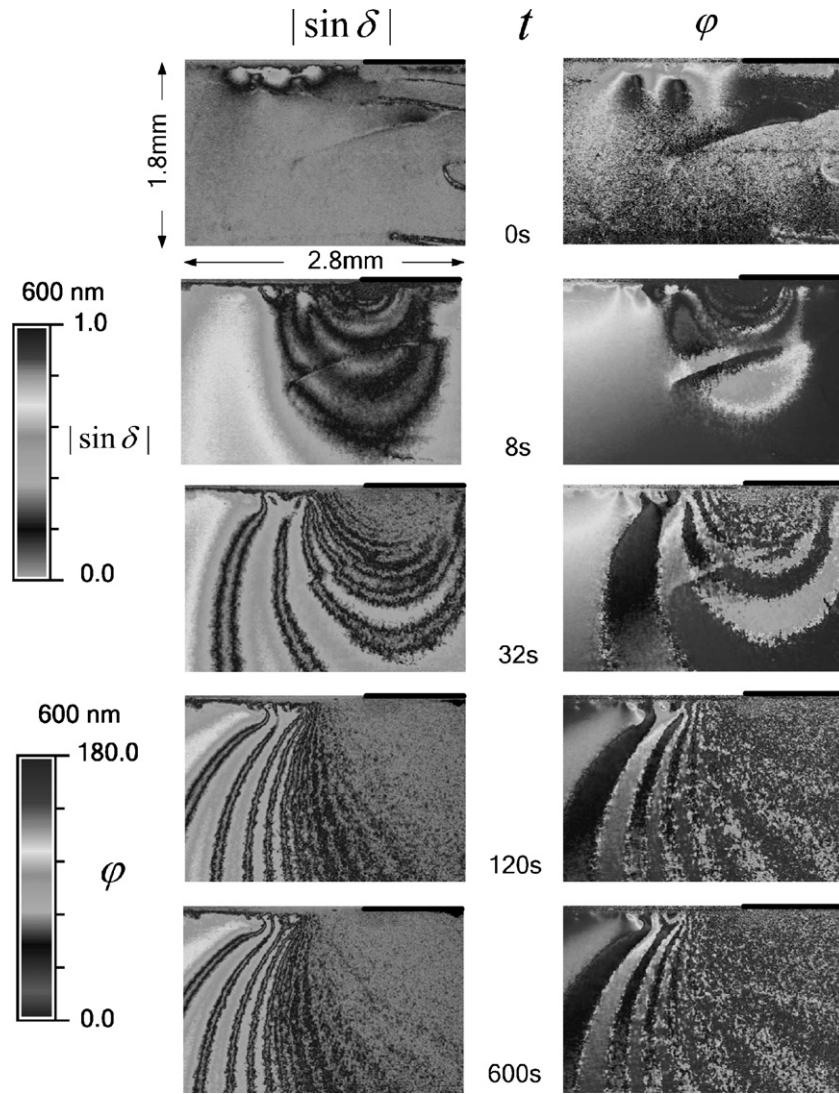 | sin δ | t φ
1.8mm
0s
2.8mm
600 nm
1.0
| sin δ |
0.0
8s
32s
600 nm
180.0
φ
0.0
120s
600s